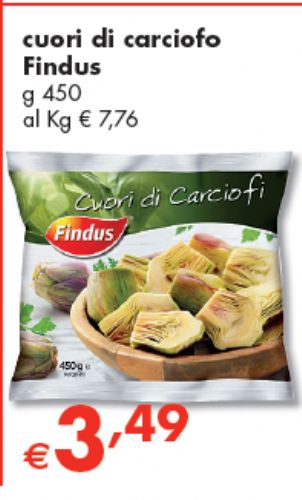 cuori di carciofo
Findus
g 450
al Kg € 7,76
Cuori di Carciofi
Findus
450g e
€3,49